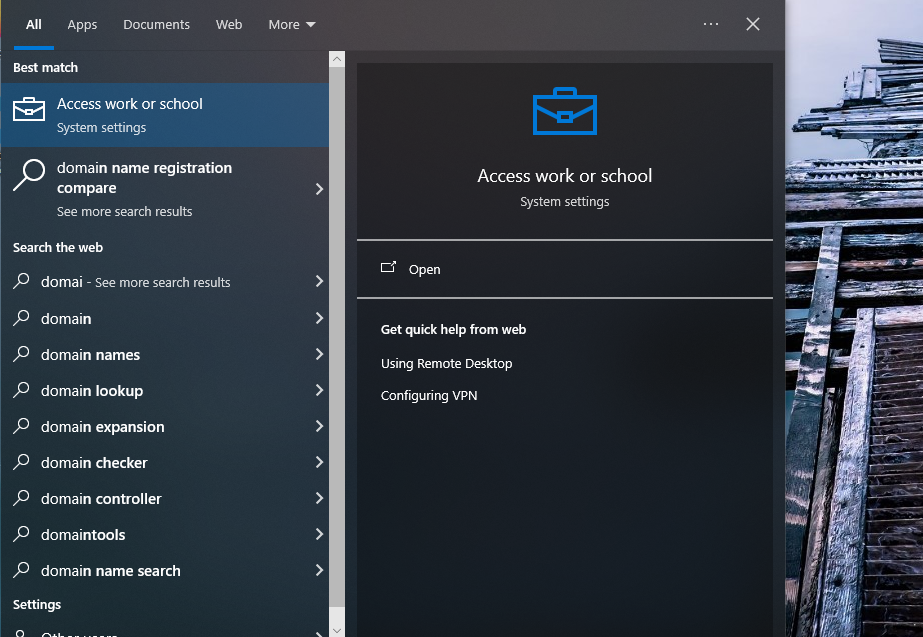 All Apps Documents Web More
Best match
Access work or school
System settings
domain name registration
compare
See more search results
Search the web
domai - See more search results
domain
domain names
domain lookup
domain expansion
domain checker
domain controller
domaintools
domain name search
Settings
Other users
Access work or school
System settings
Open
Get quick help from web
Using Remote Desktop
Configuring VPN